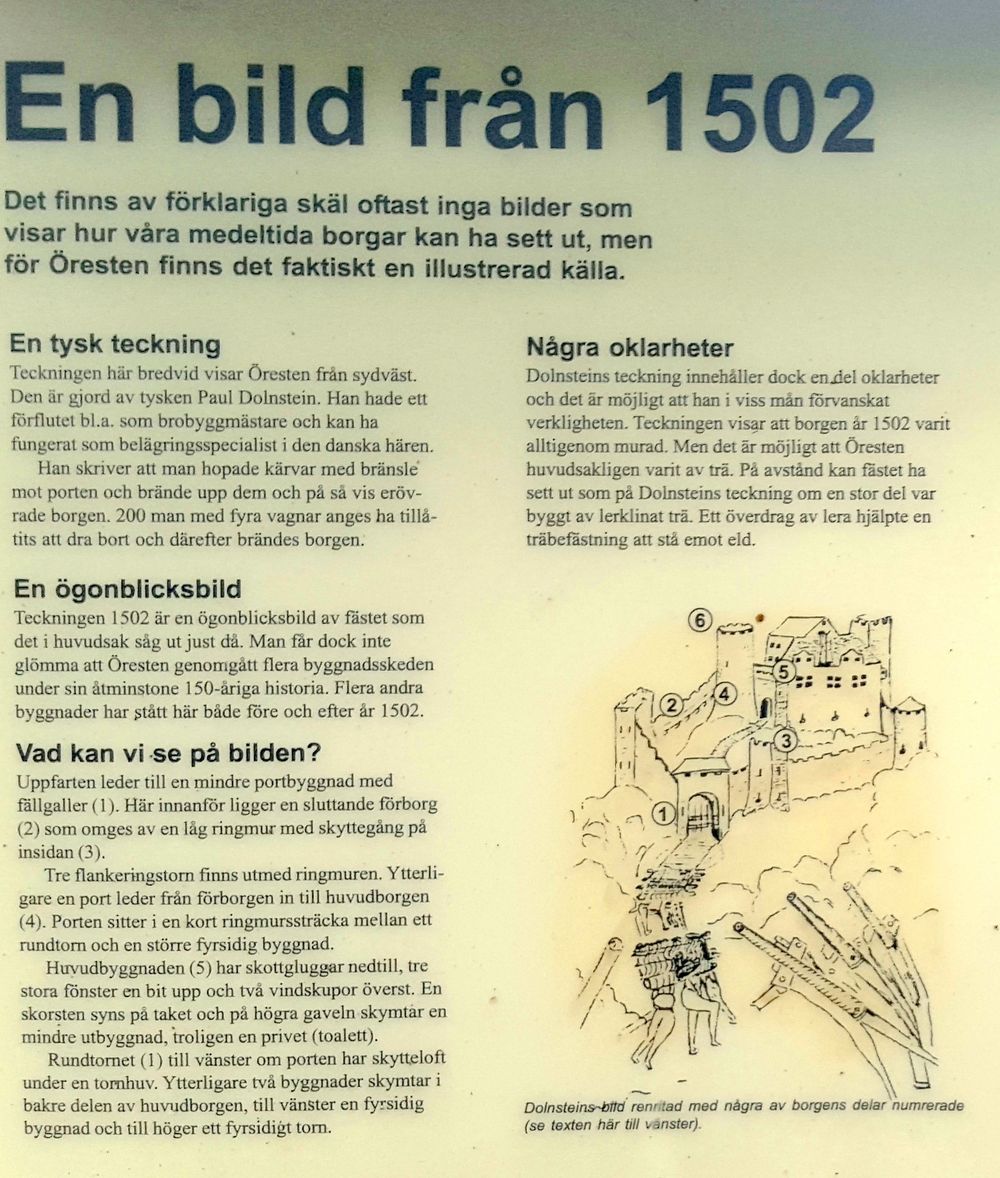 En bild från 1502
Det finns av förklariga skäl oftast inga bilder som
visar hur våra medeltida borgar kan ha sett ut, men
för Öresten finns det faktiskt en illustrerad källa.
En tysk teckning
Teckningen här bredvid visar Öresten från sydväst.
Den är gjord av tysken Paul Dolnstein. Han hade ett
förflutet bl.a. som brobyggmästare och kan ha
fungerat som belägringsspecialist i den danska hären.
Han skriver att man hopade kärvar med bränsle
mot porten och brände upp dem och på så vis eröv-
rade borgen. 200 man med fyra vagnar anges ha tillå-
tits att dra bort och därefter brändes borgen.
En ögonblicksbild
Teckningen 1502 är en ögonblicksbild av fästet som
det i huvudsak såg ut just då. Man får dock inte
glömma att Öresten genomgått flera byggnadsskeden
under sin åtminstone 150-åriga historia. Flera andra
byggnader har stått här både före och efter år 1502.
Vad kan vi se på bilden?
Uppfarten leder till en mindre portbyggnad med
fällgaller (1). Här innanför ligger en sluttande förborg
(2) som omges av en låg ringmur med skyttegång på
insidan (3).
Tre flankeringstorn finns utmed ringmuren. Ytterli-
gare en port leder från förborgen in till huvudborgen
(4). Porten sitter i en kort ringmurssträcka mellan ett
rundtorn och en större fyrsidig byggnad.
Huvudbyggnaden (5) har skottgluggar nedtill, tre
stora fönster en bit upp och två vindskupor överst. En
skorsten syns på taket och på högra gaveln skymtar en
mindre utbyggnad, troligen en privet (toalett).
Rundtornet (1) till vänster om porten har skytteloft
under en tornhuv. Ytterligare två byggnader skymtar i
bakre delen av huvudborgen, till vänster en fyrsidig
byggnad och till höger ett fyrsidigt torn.
Några oklarheter
Dolnsteins teckning innehåller dock en del oklarheter
och det är möjligt att han i viss mån förvanskat
verkligheten. Teckningen visar att borgen år 1502 varit
alltigenom murad. Men det är möjligt att Öresten
huvudsakligen varit av trä. På avstånd kan fästet ha
sett ut som på Dolnsteins teckning om en stor del var
byggt av lerklinat trä. Ett överdrag av lera hjälpte en
träbefästning att stå emot eld.
6
5
2
4
3
1
Dolnsteins bild renritad med några av borgens delar numrerade
(se texten här till vänster).